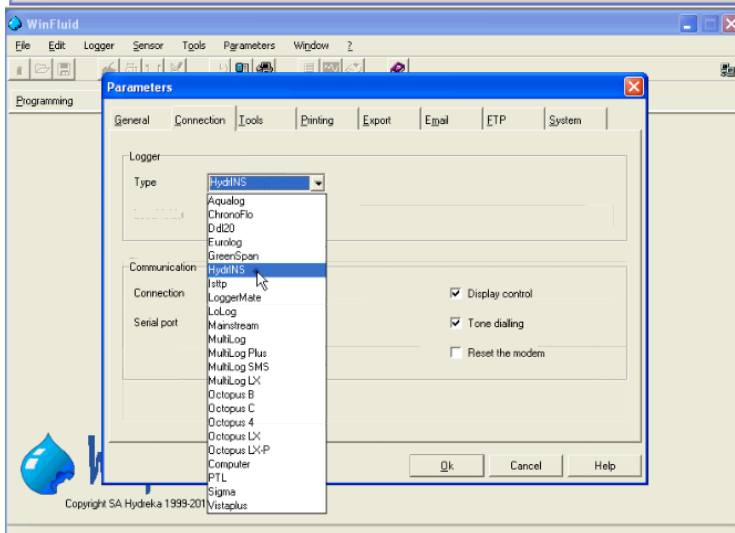 WinFluid
File Edit Logger Sensor Tools Parameters Window ?
Programming
Parameters
General Connection Tools Printing Export Email FTP System
Logger
Type HydrINS
Aqualog
ChronoFlo
Ddl20
Eurolog
GreenSpan
HydrINS
Isttp
LoggerMate
LoLog
Mainstream
MultiLog
MultiLog Plus
MultiLog SMS
MultiLog LX
Octopus B
Octopus C
Octopus 4
Octopus LX
Octopus LX-P
Computer
PTL
Sigma
Vistaplus
Communication
Connection
Serial port
Display control
Tone dialling
Reset the modem
Ok Cancel Help
W
Copyright SA Hydreka 1999-201